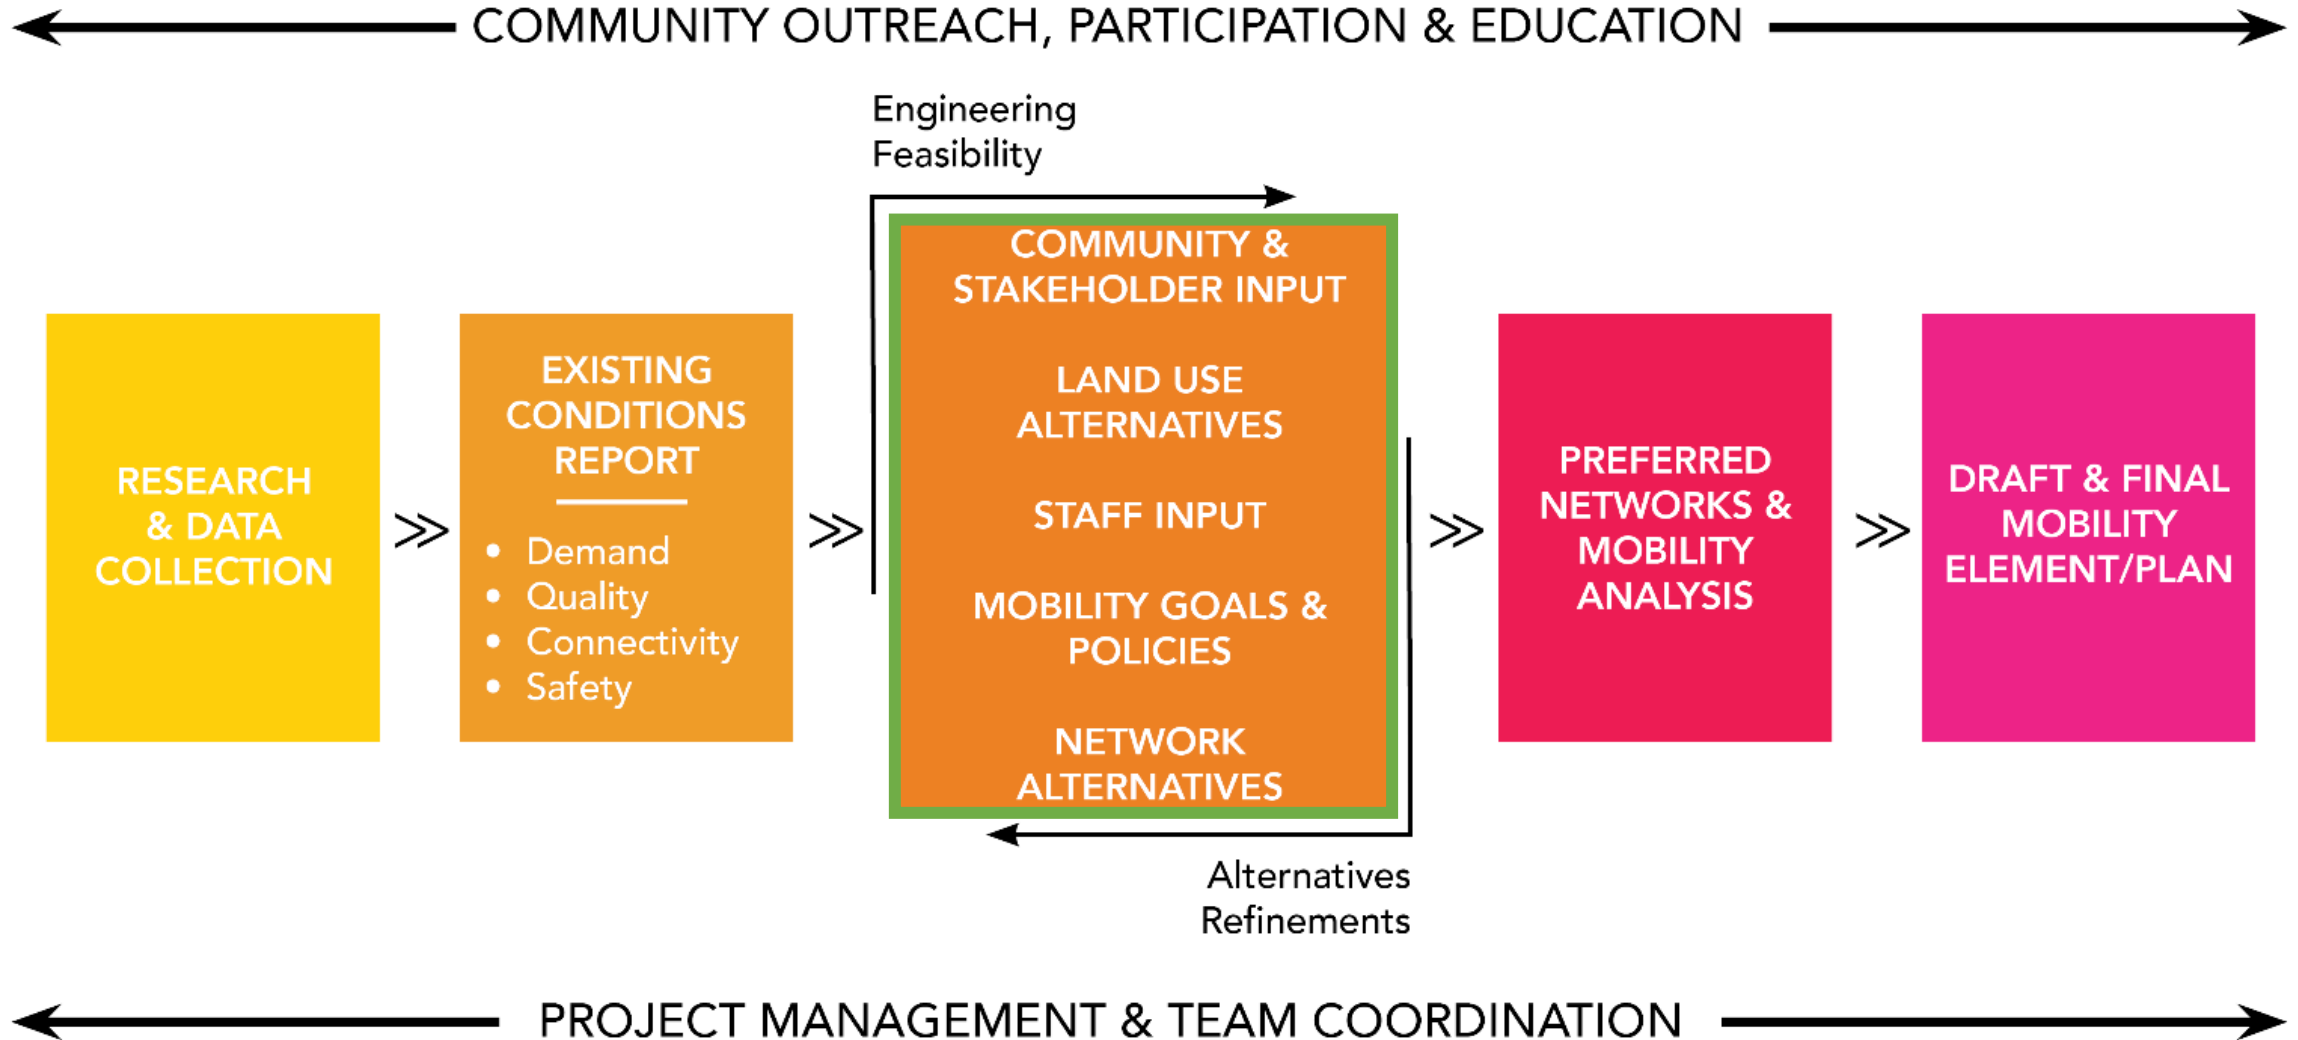 COMMUNITY OUTREACH, PARTICIPATION & EDUCATION
Engineering
Feasibility
RESEARCH
& DATA
COLLECTION
EXISTING
CONDITIONS
REPORT
• Demand
• Quality
• Connectivity
• Safety
COMMUNITY &
STAKEHOLDER INPUT
LAND USE
ALTERNATIVES
STAFF INPUT
MOBILITY GOALS &
POLICIES
NETWORK
ALTERNATIVES
Alternatives
Refinements
PREFERRED
NETWORKS &
MOBILITY
ANALYSIS
DRAFT & FINAL
MOBILITY
ELEMENT/PLAN
PROJECT MANAGEMENT & TEAM COORDINATION